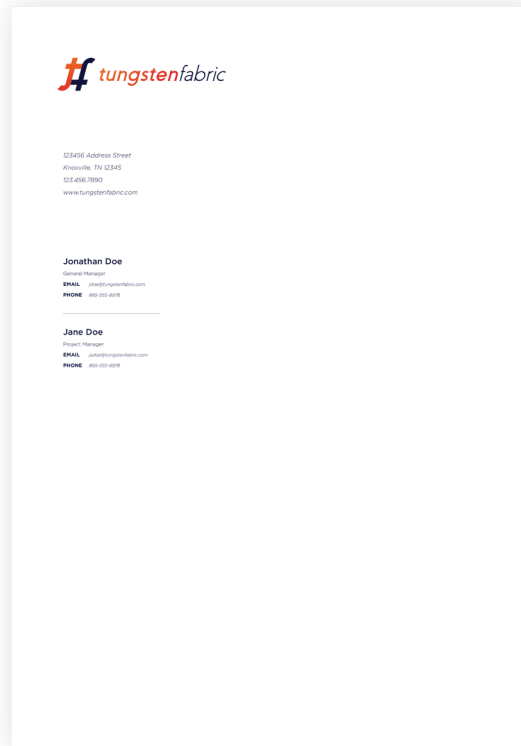 tungstenfabric
123456 Address Street
Knoxville, TN 12345
123.456.7890
www.tungstenfabric.com
Jonathan Doe
General Manager
EMAIL jdoe@tungstenfabric.com
PHONE 865-555-8978
Jane Doe
Project Manager
EMAIL jadoe@tungstenfabric.com
PHONE 865-555-8978